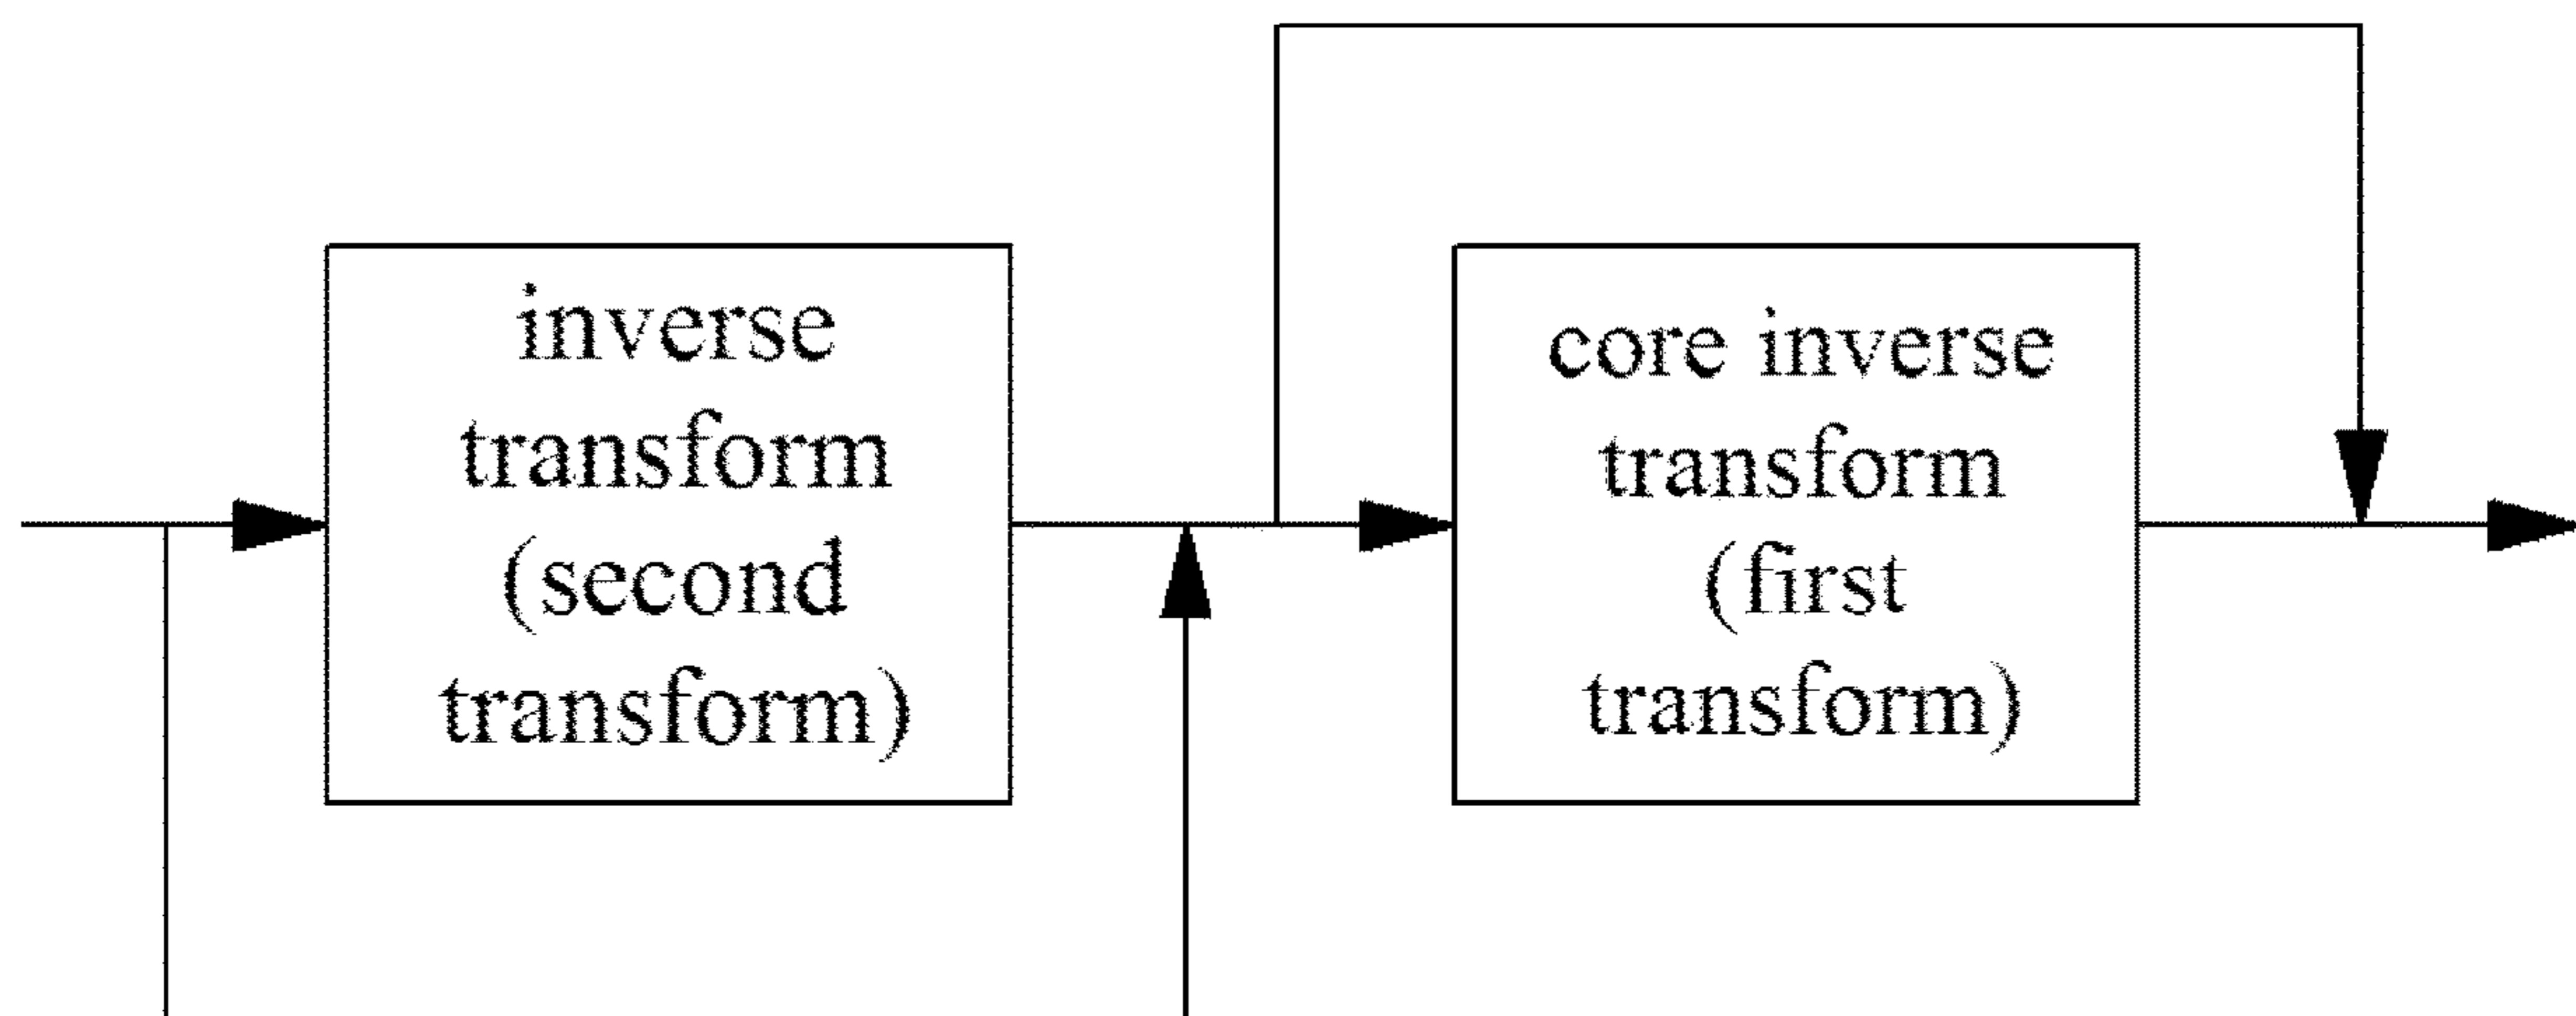 inverse
transform
(second
transform)
core inverse
transform
(first
transform)